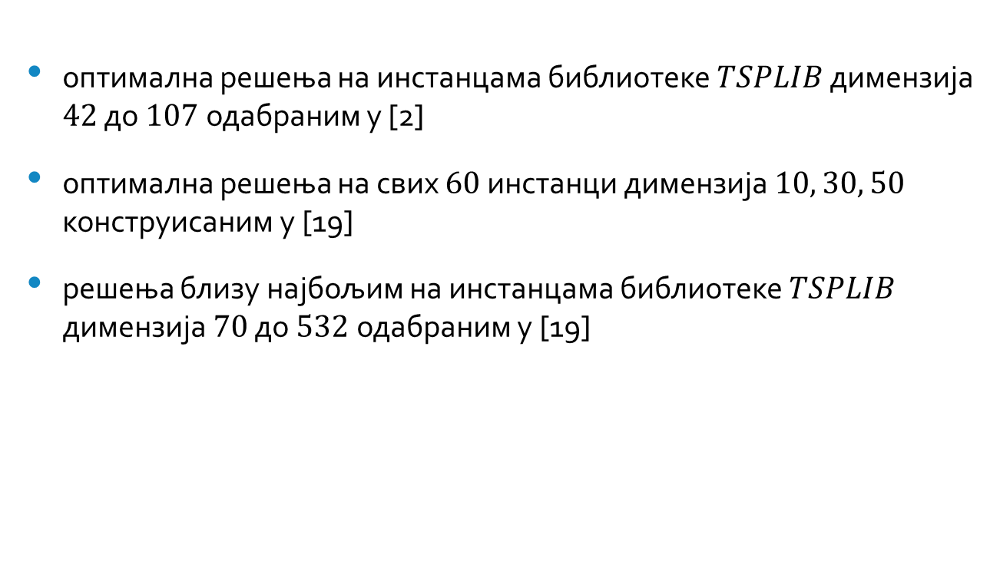 • оптимална решења на инстанцама библиотеке TSPLIB димензија
42 до 107 одабраним у [2]
• оптимална решења на свих 60 инстанци димензија 10, 30, 50
конструисаним у [19]
• решења близу најбољим на инстанцама библиотеке TSPLIB
димензија 70 до 532 одабраним у [19]